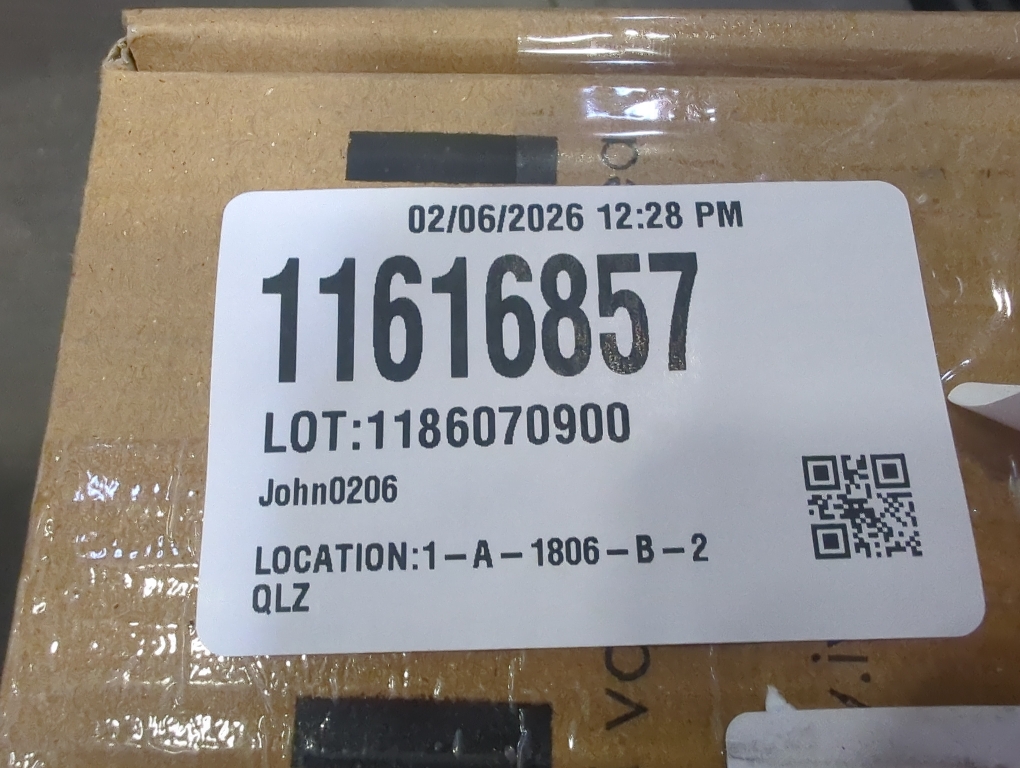 02/06/2026 12:28 PM
11616857
LOT:1186070900
John0206
LOCATION:1-A-1806-B-2
QLZ